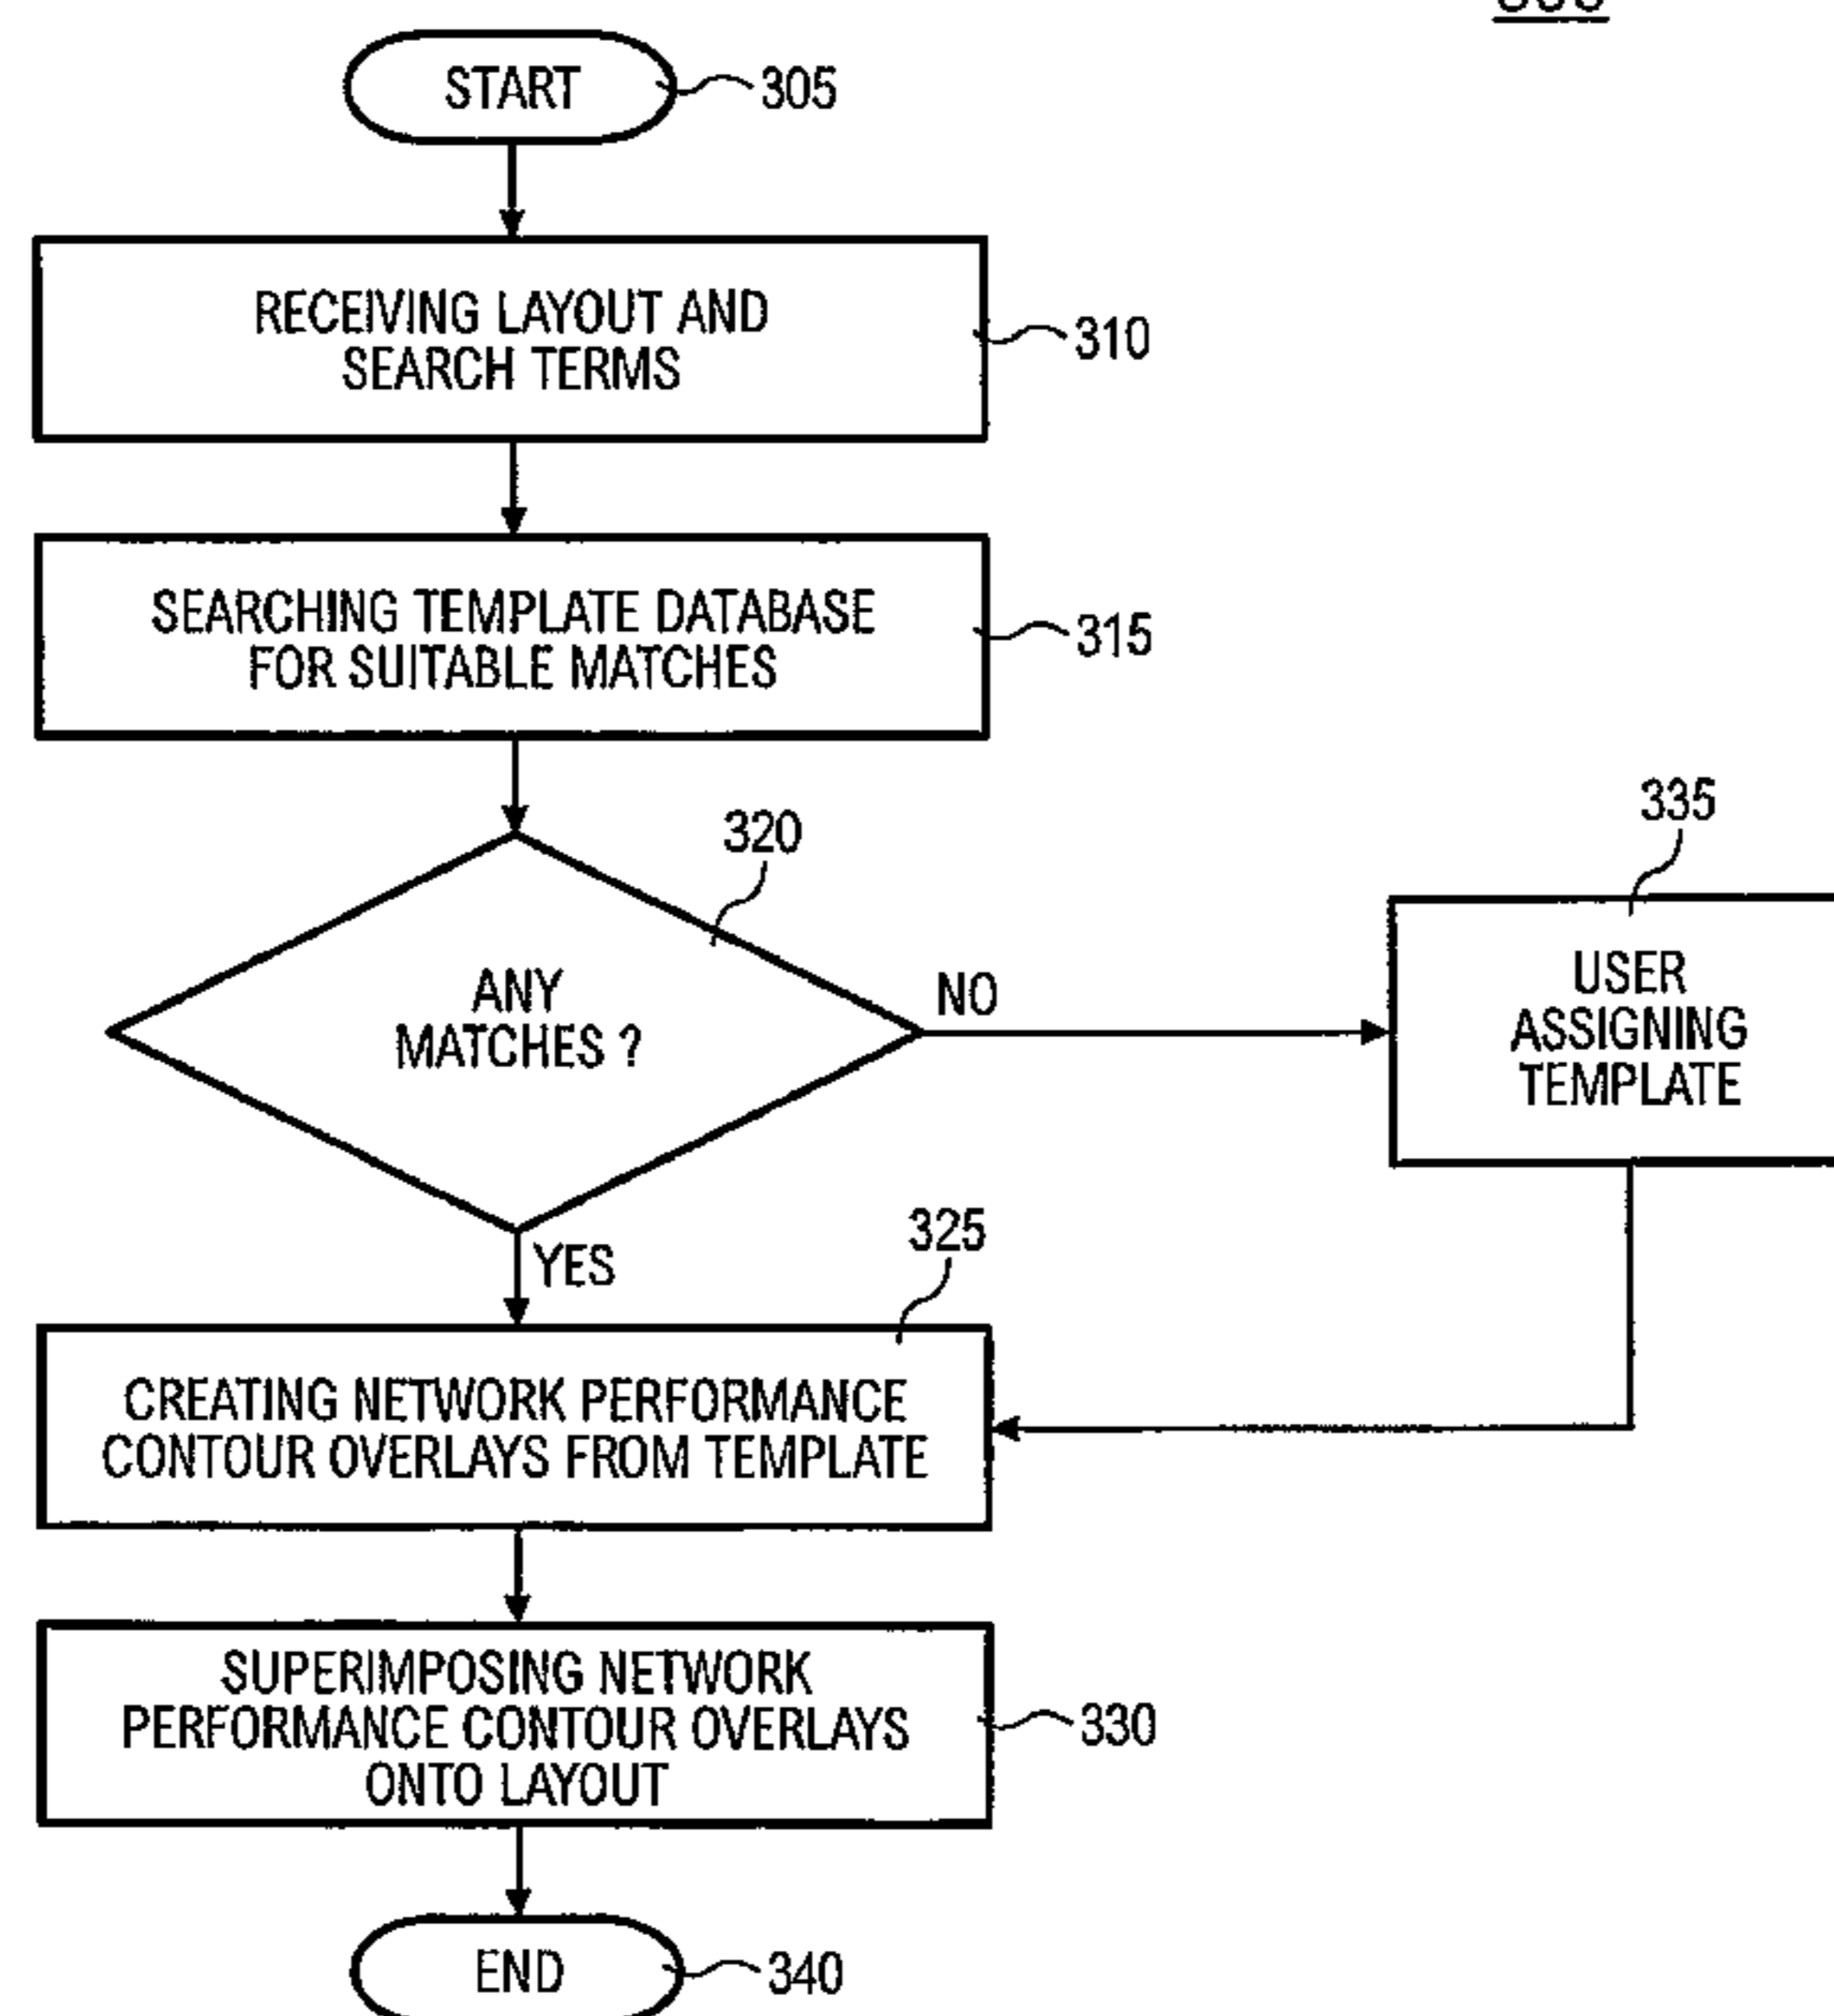 START
305
RECEIVING LAYOUT AND
SEARCH TERMS
310
SEARCHING TEMPLATE DATABASE
FOR SUITABLE MATCHES
315
320
ANY
MATCHES ?
NO
335
USER
ASSIGNING
TEMPLATE
YES
325
CREATING NETWORK PERFORMANCE
CONTOUR OVERLAYS FROM TEMPLATE
SUPERIMPOSING NETWORK
PERFORMANCE CONTOUR OVERLAYS
ONTO LAYOUT
330
END
340